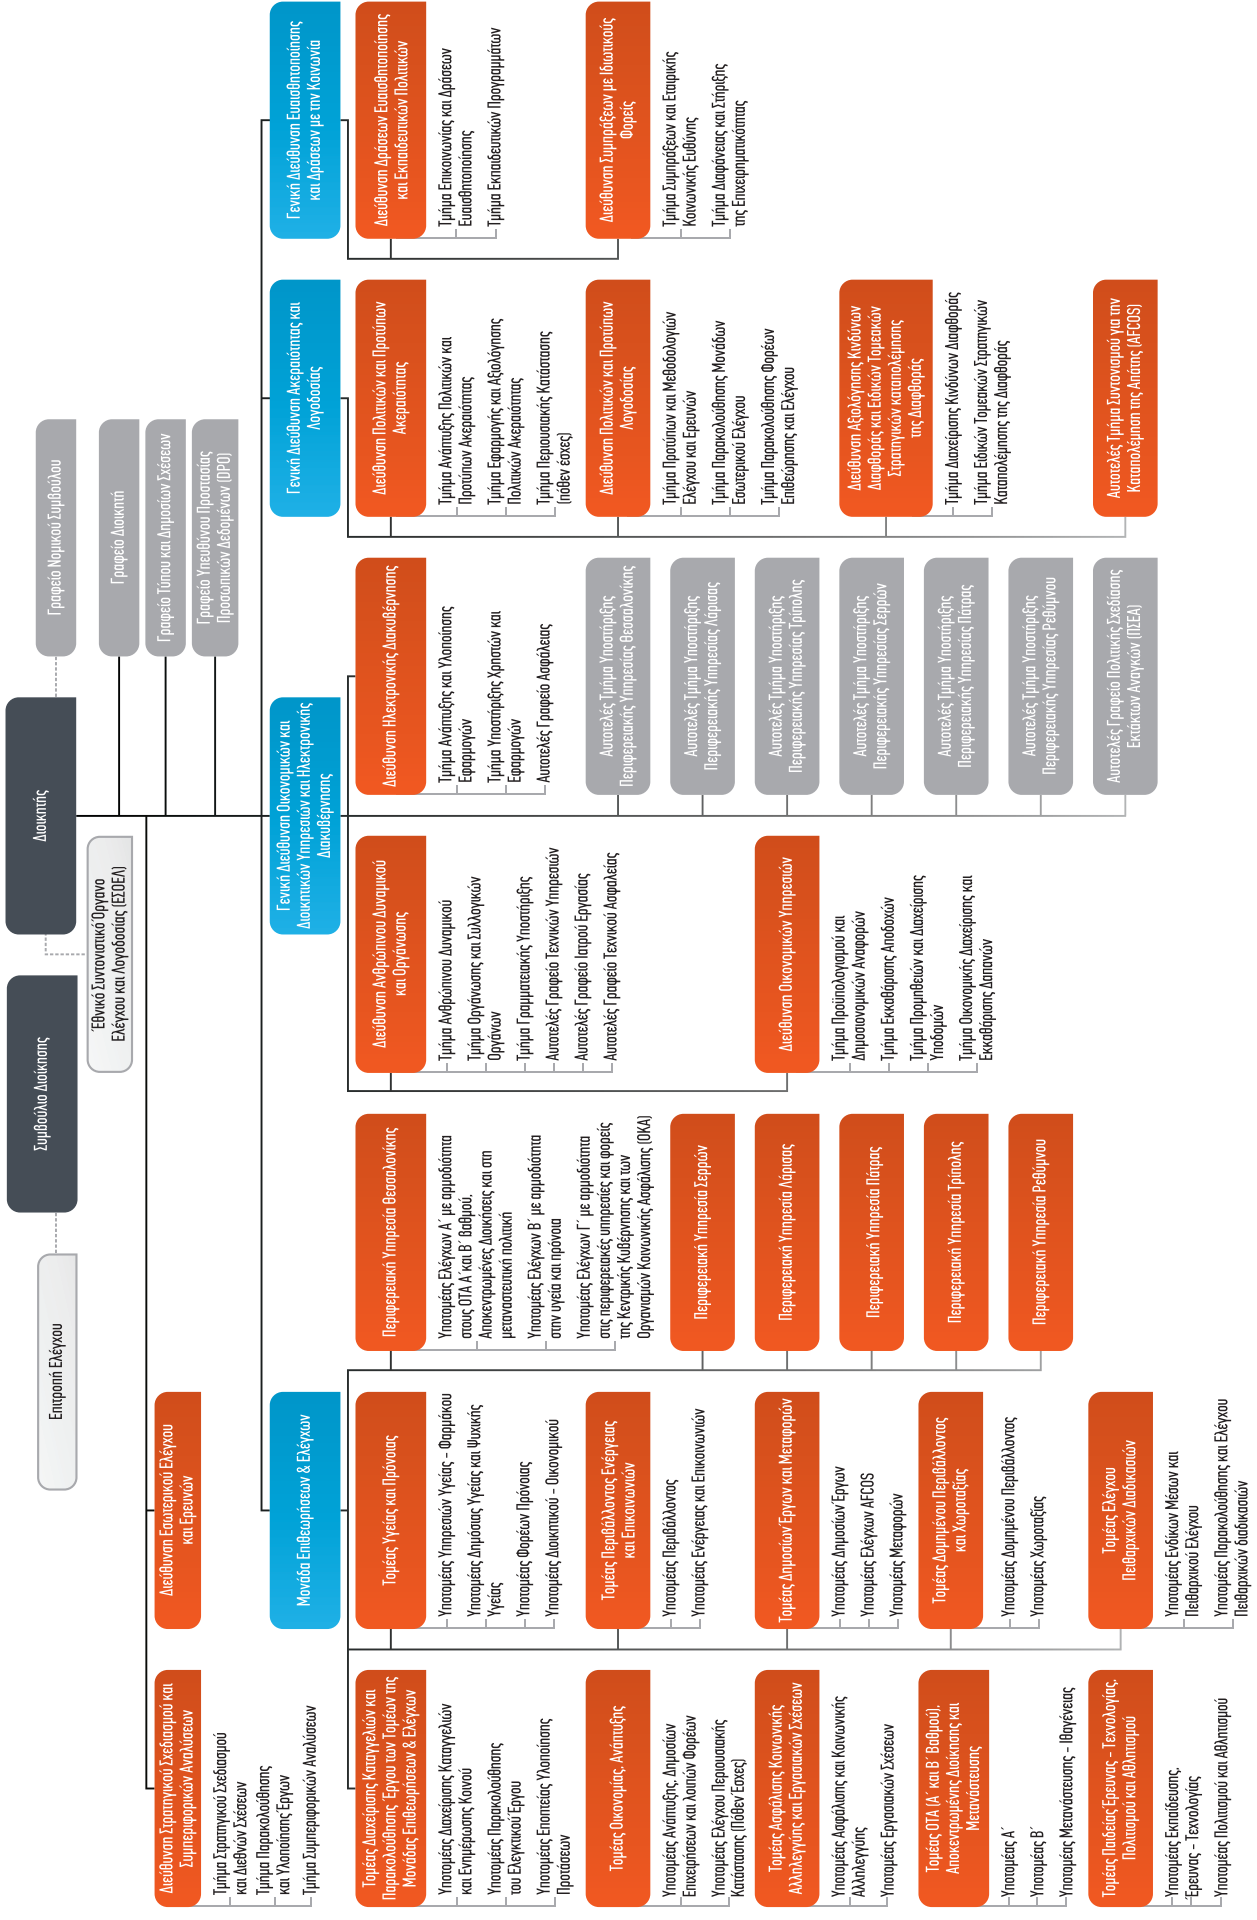 Επιτροπή Ελέγχου
Συμβούλιο Διοίκησης
Διοικητής
Γραφείο Νομικού Συμβούλου
Εθνικό Συντονιστικό Όργανο
Ελέγχου και Λογοδοσίας (ΕΣΟΕΛ)
Γραφείο Διοικητή
Γραφείο Τύπου και Δημοσίων Σχέσεων
Γραφείο Υπευθύνου Προστασίας
Προσωπικών Δεδομένων (DPO)
Διεύθυνση Στρατηγικού Σχεδιασμού και
Συμπεριφορικών Αναλύσεων
Τμήμα Στρατηγικού Σχεδιασμού
και Διεθνών Σχέσεων
Τμήμα Παρακολούθησης
και Υλοποίησης Έργων
Τμήμα Συμπεριφορικών Αναλύσεων
Διεύθυνση Εσωτερικού Ελέγχου
και Ερευνών
Μονάδα Επιθεωρήσεων & Ελέγχων
Τομέας Διαχείρισης Καταγγελιών και
Παρακολούθησης Έργου των Τομέων της
Μονάδας Επιθεωρήσεων & Ελέγχων
Υποτομέας Διαχείρισης Καταγγελιών
και Ενημέρωσης Κοινού
Υποτομέας Παρακολούθησης
του Ελεγκτικού Έργου
Υποτομέας Εποπτείας Υλοποίησης
Προτάσεων
Τομέας Οικονομίας, Ανάπτυξης
Υποτομέας Ανάπτυξης, Δημοσίων
Επιχειρήσεων και λοιπών Φορέων
Υποτομέας Ελέγχου Περιουσιακής
Κατάστασης (Πόθεν Έσχες)
Τομέας Ασφάλισης Κοινωνικής
Αλληλεγγύης και Εργασιακών Σχέσεων
Υποτομέας Ασφάλισης και Κοινωνικής
Αλληλεγγύης
Υποτομέας Εργασιακών Σχέσεων
Τομέας ΟΤΑ (Α΄ και Β΄ Βαθμού),
Αποκεντρωμένης Διοίκησης και
Μετανάστευσης
Υποτομέας Α΄
Υποτομέας Β΄
Υποτομέας Μετανάστευσης – Ιθαγένειας
Τομέας Παιδείας Έρευνας – Τεχνολογίας,
Πολιτισμού και Αθλητισμού
Υποτομέας Εκπαίδευσης,
Έρευνας – Τεχνολογίας
Υποτομέας Πολιτισμού και Αθλητισμού
Τομέας Υγείας και Πρόνοιας
Υποτομέας Υπηρεσιών Υγείας – Φαρμάκου
Υποτομέας Δημόσιας Υγείας και Ψυχικής
Υγείας
Υποτομέας Φορέων Πρόνοιας
Υποτομέας Διοικητικού – Οικονομικού
Τομέας Περιβάλλοντος Ενέργειας
και Επικοινωνιών
Υποτομέας Περιβάλλοντος
Υποτομέας Ενέργειας και Επικοινωνιών
Τομέας Δημοσίων Έργων και Μεταφορών
Υποτομέας Δημοσίων Έργων
Υποτομέας Ελέγχων AFCOS
Υποτομέας Μεταφορών
Τομέας Δομημένου Περιβάλλοντος
και Χωροταξίας
Υποτομέας Δομημένου Περιβάλλοντος
Υποτομέας Χωροταξίας
Τομέας Ελέγχου
Πειθαρχικών Διαδικασιών
Υποτομέας Ενδίκων Μέσων και
Πειθαρχικού Ελέγχου
Υποτομέας Παρακολούθησης και Ελέγχου
Πειθαρχικών διαδικασιών
Περιφερειακή Υπηρεσία Θεσσαλονίκης
Υποτομέας Ελέγχων Α΄ με αρμοδιότητα
στους ΟΤΑ Α΄ και Β΄ βαθμού,
Αποκεντρωμένες Διοικήσεις και στη
μεταναστευτική πολιτική
Υποτομέας Ελέγχων Β΄ με αρμοδιότητα
στην υγεία και πρόνοια
Υποτομέας Ελέγχων Γ΄ με αρμοδιότητα
στις περιφερειακές υπηρεσίες και φορείς
της Κεντρικής Κυβέρνησης και των
Οργανισμών Κοινωνικής Ασφάλισης (ΟΚΑ)
Περιφερειακή Υπηρεσία Σερρών
Περιφερειακή Υπηρεσία Λάρισας
Περιφερειακή Υπηρεσία Πάτρας
Περιφερειακή Υπηρεσία Τρίπολης
Περιφερειακή Υπηρεσία Ρεθύμνου
Γενική Διεύθυνση Οικονομικών και
Διοικητικών Υπηρεσιών και Ηλεκτρονικής
Διακυβέρνησης
Διεύθυνση Ανθρώπινου Δυναμικού
και Οργάνωσης
Τμήμα Ανθρώπινου Δυναμικού
Τμήμα Οργάνωσης και Συλλογικών
Οργάνων
Τμήμα Γραμματειακής Υποστήριξης
Αυτοτελές Γραφείο Τεχνικών Υπηρεσιών
Αυτοτελές Γραφείο Ιατρού Εργασίας
Αυτοτελές Γραφείο Τεχνικού Ασφαλείας
Διεύθυνση Οικονομικών Υπηρεσιών
Τμήμα Προϋπολογισμού και
Δημοσιονομικών Αναφορών
Τμήμα Εκκαθάρισης Αποδοχών
Τμήμα Προμηθειών και Διαχείρισης
Υποδομών
Τμήμα Οικονομικής Διαχείρισης και
Εκκαθάρισης Δαπανών
Διεύθυνση Ηλεκτρονικής Διακυβέρνησης
Τμήμα Ανάπτυξης και Υλοποίησης
Εφαρμογών
Τμήμα Υποστήριξης Χρηστών και
Εφαρμογών
Αυτοτελές Γραφείο Ασφάλειας
Αυτοτελές Τμήμα Υποστήριξης
Περιφερειακής Υπηρεσίας Θεσσαλονίκης
Αυτοτελές Τμήμα Υποστήριξης
Περιφερειακής Υπηρεσίας Λάρισας
Αυτοτελές Τμήμα Υποστήριξης
Περιφερειακής Υπηρεσίας Τρίπολης
Αυτοτελές Τμήμα Υποστήριξης
Περιφερειακής Υπηρεσίας Σερρών
Αυτοτελές Τμήμα Υποστήριξης
Περιφερειακής Υπηρεσίας Πάτρας
Αυτοτελές Τμήμα Υποστήριξης
Περιφερειακής Υπηρεσίας Ρεθύμνου
Αυτοτελές Γραφείο Πολιτικής Σχεδίασης
Εκτάκτων Αναγκών (ΠΣΕΑ)
Γενική Διεύθυνση Ακεραιότητας και
Λογοδοσίας
Διεύθυνση Πολιτικών και Προτύπων
Ακεραιότητας
Τμήμα Ανάπτυξης Πολιτικών και
Προτύπων Ακεραιότητας
Τμήμα Εφαρμογής και Αξιολόγησης
Πολιτικών Ακεραιότητας
Τμήμα Περιουσιακής Κατάστασης
(πόθεν έσχες)
Διεύθυνση Πολιτικών και Προτύπων
Λογοδοσίας
Τμήμα Προτύπων και Μεθοδολογιών
Ελέγχου και Ερευνών
Τμήμα Παρακολούθησης Μονάδων
Εσωτερικού Ελέγχου
Τμήμα Παρακολούθησης Φορέων
Επιθεώρησης και Ελέγχου
Διεύθυνση Αξιολόγησης Κινδύνων
Διαφθοράς και Ειδικών Τομεακών
Στρατηγικών καταπολέμησης
της Διαφθοράς
Τμήμα Διαχείρισης Κινδύνων Διαφθοράς
Τμήμα Ειδικών Τομεακών Στρατηγικών
Καταπολέμησης της Διαφθοράς
Αυτοτελές Τμήμα Συντονισμού για την
Καταπολέμηση της Απάτης (AFCOS)
Γενική Διεύθυνση Ευαισθητοποίησης
και Δράσεων με την Κοινωνία
Διεύθυνση Δράσεων Ευαισθητοποίησης
και Εκπαιδευτικών Πολιτικών
Τμήμα Επικοινωνίας και Δράσεων
Ευαισθητοποίησης
Τμήμα Εκπαιδευτικών Προγραμμάτων
Διεύθυνση Συμπράξεων με Ιδιωτικούς
Φορείς
Τμήμα Συμπράξεων και Εταιρικής
Κοινωνικής Ευθύνης
Τμήμα Διαφάνειας και Στήριξης
της Επιχειρηματικότητας